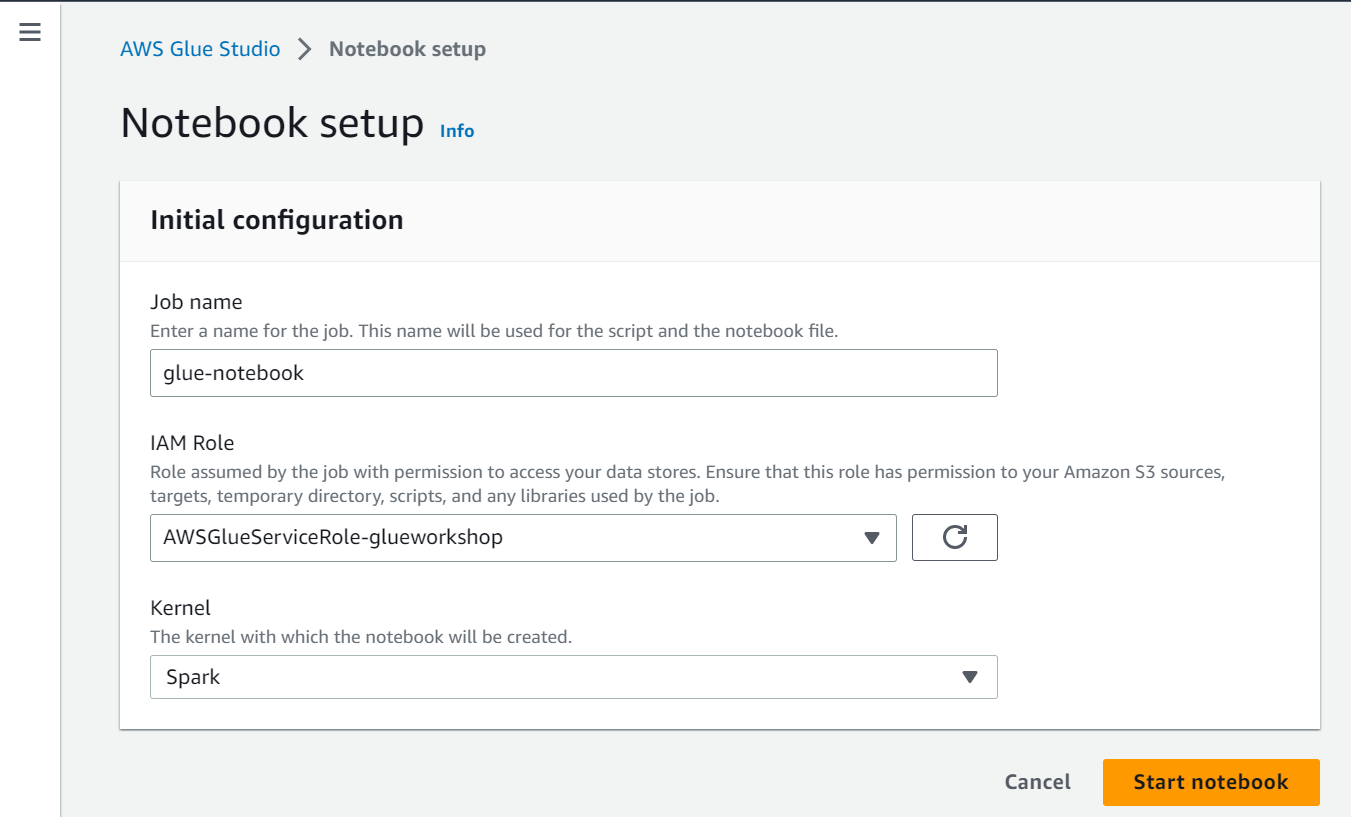 AWS Glue Studio > Notebook setup
Notebook setup Info
Initial configuration
Job name
Enter a name for the job. This name will be used for the script and the notebook file.
glue-notebook
IAM Role
Role assumed by the job with permission to access your data stores. Ensure that this role has permission to your Amazon S3 sources,
targets, temporary directory, scripts, and any libraries used by the job.
AWSGlueServiceRole-glueworkshop
Kernel
The kernel with which the notebook will be created.
Spark
Cancel Start notebook